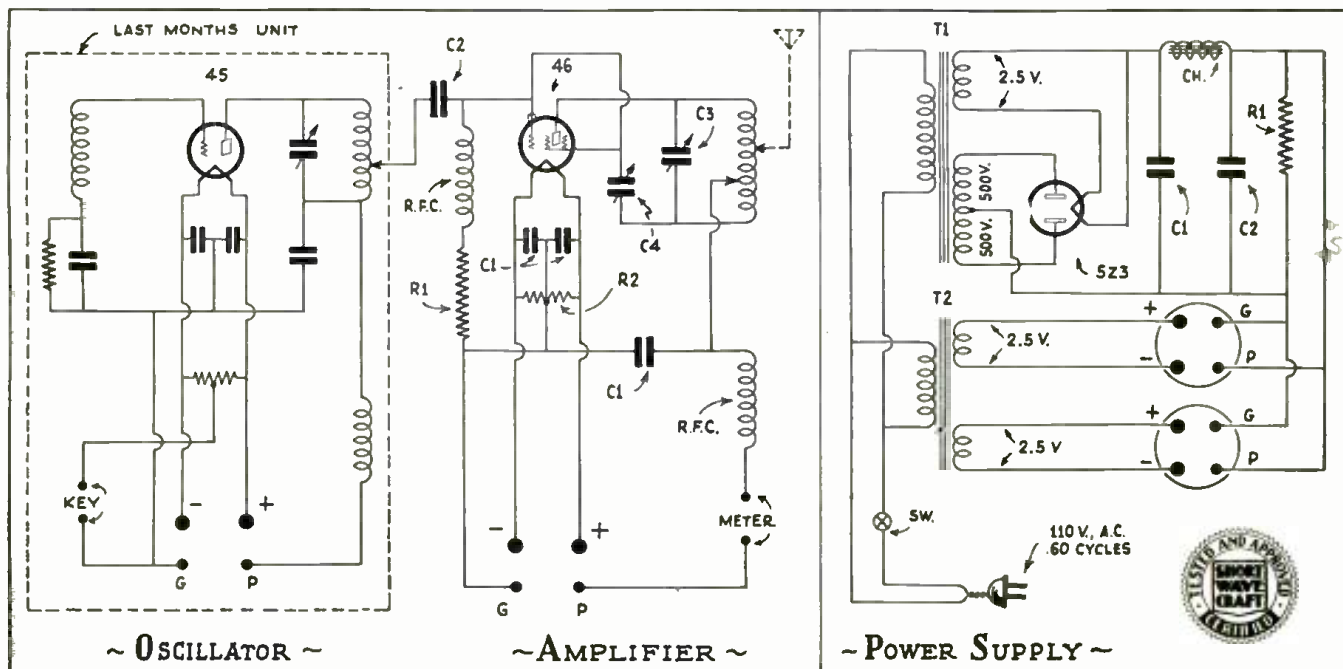 LAST MONTHS UNIT
45
KEY
-
+
G
P
~ OSCILLATOR ~
C2
46
C3
R.F.C.
C4
C1
R1
R2
C1
R.F.C.
METER
-
+
G
P
~ AMPLIFIER ~
T1
2.5 V.
CH.
R1
500V.
500V.
C1
C2
5Z3
T2
+
G
2.5 V.
-
P
+
G
2.5 V
-
P
SW.
110 V., A.C.
.60 CYCLES
TESTED AND APPROVED
SHORT
WAVE
CRAFT
CERTIFIED
~ POWER SUPPLY ~